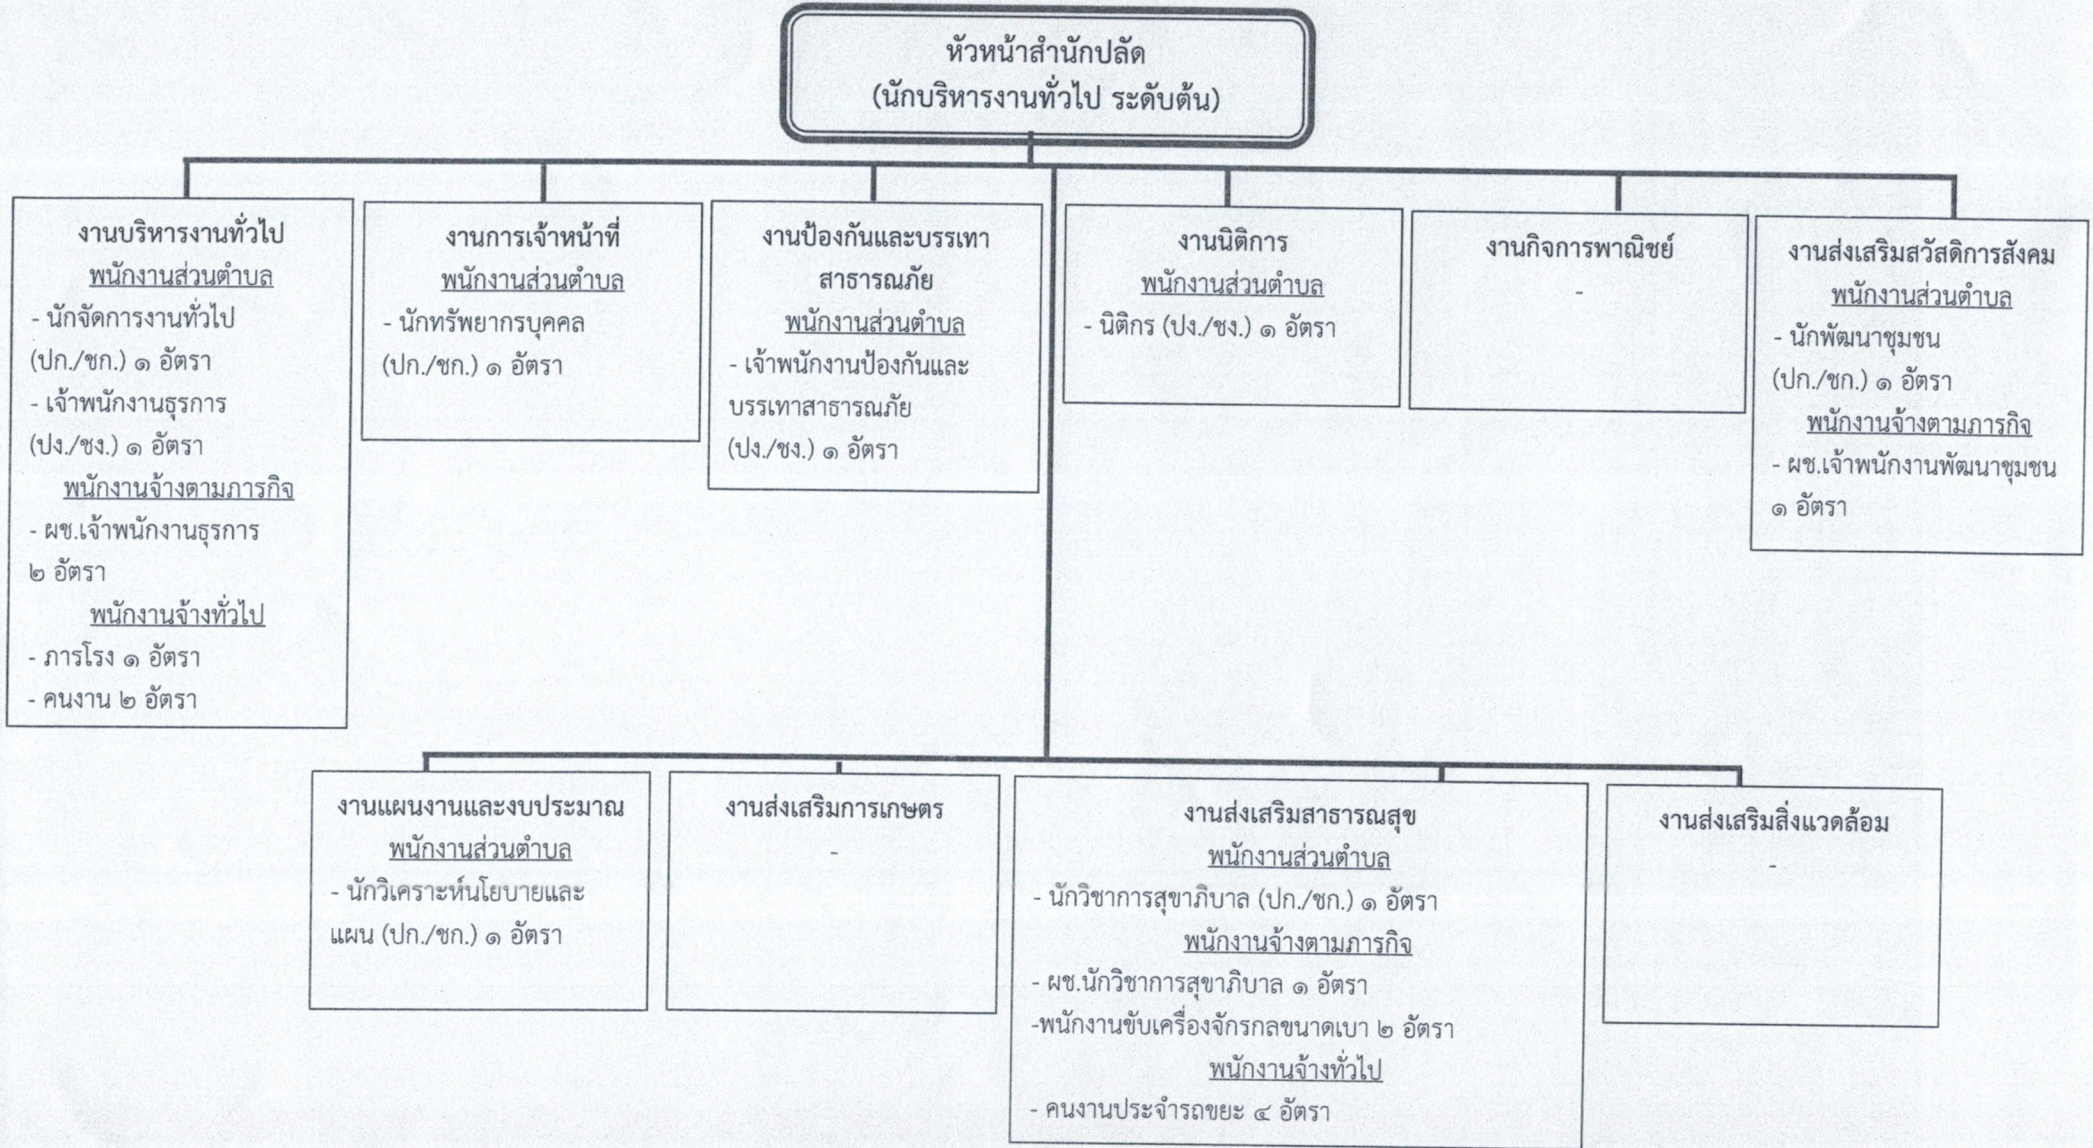 หัวหน้าสำนักปลัด
(นักบริหารงานทั่วไป ระดับต้น)
งานบริหารงานทั่วไป
พนักงานส่วนตำบล
- นักจัดการงานทั่วไป
(ปก./ชก.) ๑ อัตรา
- เจ้าพนักงานธุรการ
(ปง./ชง.) ๑ อัตรา
พนักงานจ้างตามภารกิจ
- ผช.เจ้าพนักงานธุรการ
๒ อัตรา
พนักงานจ้างทั่วไป
- ภารโรง ๑ อัตรา
- คนงาน ๒ อัตรา
งานการเจ้าหน้าที่
พนักงานส่วนตำบล
- นักทรัพยากรบุคคล
(ปก./ชก.) ๑ อัตรา
งานป้องกันและบรรเทา
สาธารณภัย
พนักงานส่วนตำบล
- เจ้าพนักงานป้องกันและ
บรรเทาสาธารณภัย
(ปง./ชง.) ๑ อัตรา
งานนิติการ
พนักงานส่วนตำบล
- นิติกร (ปง./ชง.) ๑ อัตรา
งานกิจการพาณิชย์
-
งานส่งเสริมสวัสดิการสังคม
พนักงานส่วนตำบล
- นักพัฒนาชุมชน
(ปก./ชก.) ๑ อัตรา
พนักงานจ้างตามภารกิจ
- ผช.เจ้าพนักงานพัฒนาชุมชน
๑ อัตรา
งานแผนงานและงบประมาณ
พนักงานส่วนตำบล
- นักวิเคราะห์นโยบายและ
แผน (ปก./ชก.) ๑ อัตรา
งานส่งเสริมการเกษตร
-
งานส่งเสริมสาธารณสุข
พนักงานส่วนตำบล
- นักวิชาการสุขาภิบาล (ปก./ชก.) ๑ อัตรา
พนักงานจ้างตามภารกิจ
- ผช.นักวิชาการสุขาภิบาล ๑ อัตรา
-พนักงานขับเครื่องจักรกลขนาดเบา ๒ อัตรา
พนักงานจ้างทั่วไป
- คนงานประจำรถขยะ ๔ อัตรา
งานส่งเสริมสิ่งแวดล้อม
-